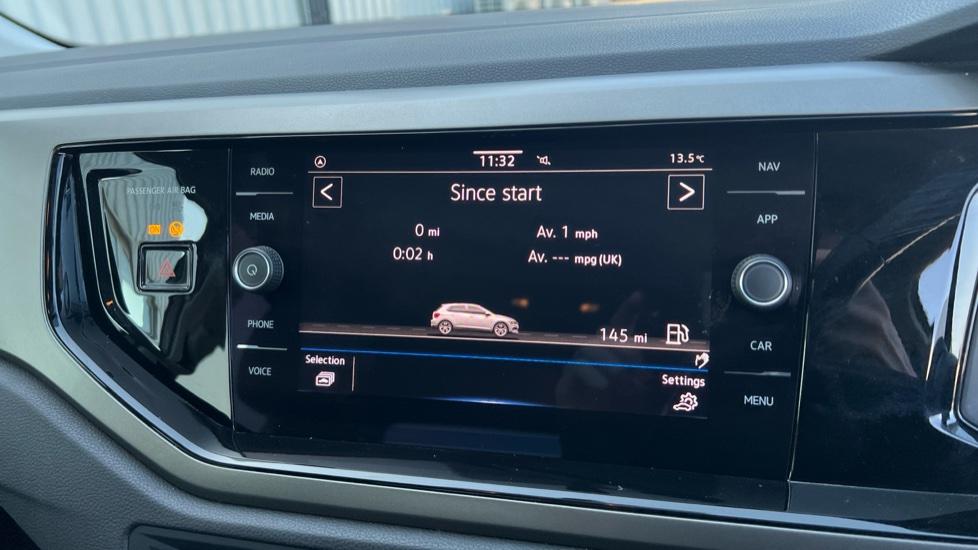 PASSENGER AIR BAG
ON
RADIO
MEDIA
PHONE
VOICE
11:32
13.5°C
Since start
0 mi
Av. 1 mph
0:02 h
Av. --- mpg (UK)
145 mi
Selection
Settings
NAV
APP
CAR
MENU